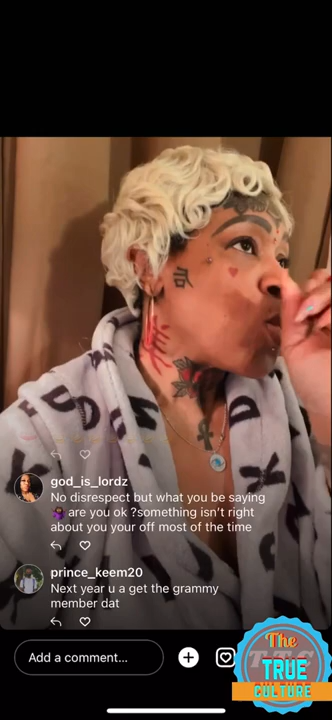 god_is_lordz
No disrespect but what you be saying
🤷🏾‍♀️ are you ok ?something isn't right
about you your off most of the time
prince_keem20
Next year u a get the grammy
member dat
Add a comment...
The
TRUE
CULTURE